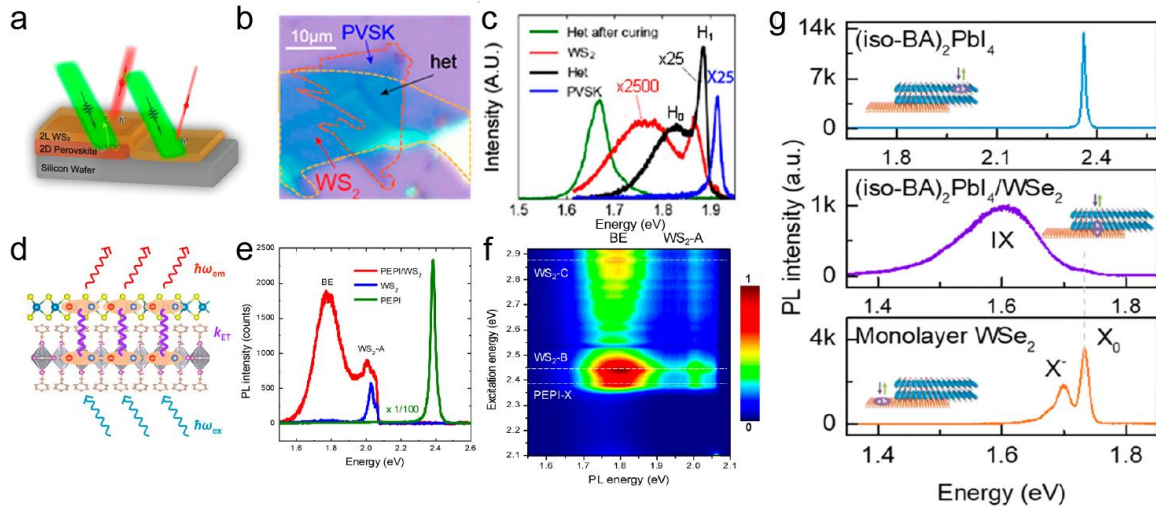 a
2L WS₂
2D Perovskite
Silicon Wafer
h⁺
h⁺
b
10μm
PVSK
het
WS₂
c
Intensity (A.U.)
Het after curing
WS₂
Het
PVSK
x2500
H₀
H₁
x25
X25
1.5 1.6 1.7 1.8 1.9
Energy (eV)
d
ħω_em
k_ET
ħω_ex
e
PL intensity (counts)
2500
2000
1500
1000
500
0
BE
PEPI/WS₂
WS₂
PEPI
WS₂-A
x 1/100
1.6 1.8 2.0 2.2 2.4 2.6
Energy (eV)
f
BE WS₂-A
Excitation energy (eV)
2.9
2.8
2.7
2.6
2.5
2.4
2.3
2.2
2.1
WS₂-C
WS₂-B
PEPI-X
1.6 1.7 1.8 1.9 2.0 2.1
PL energy (eV)
1
0
g
PL intensity (a.u.)
14k
7k
0
(iso-BA)₂PbI₄
1.8 2.1 2.4
1k
0
(iso-BA)₂PbI₄/WSe₂
IX
1.4 1.6 1.8
4k
0
Monolayer WSe₂
X⁻
X₀
1.4 1.6 1.8
Energy (eV)